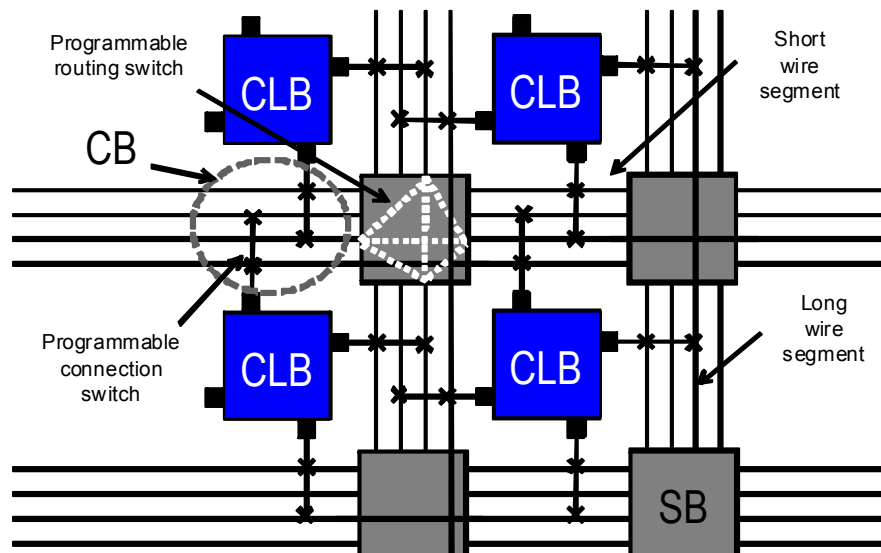 Programmable
routing switch
CLB
CLB
Short
wire
segment
CB
Programmable
connection
switch
CLB
CLB
Long
wire
segment
SB